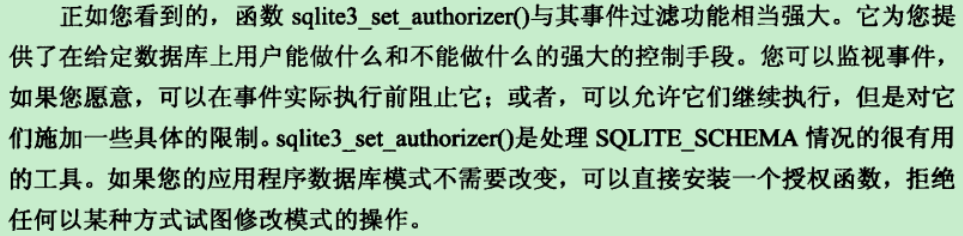 正如您看到的，函数 sqlite3_set_authorizer()与其事件过滤功能相当强大。它为您提
供了在给定数据库上用户能做什么和不能做什么的强大的控制手段。您可以监视事件，
如果您愿意，可以在事件实际执行前阻止它；或者，可以允许它们继续执行，但是对它
们施加一些具体的限制。sqlite3_set_authorizer()是处理 SQLITE_SCHEMA 情况的很有用
的工具。如果您的应用程序数据库模式不需要改变，可以直接安装一个授权函数，拒绝
任何以某种方式试图修改模式的操作。